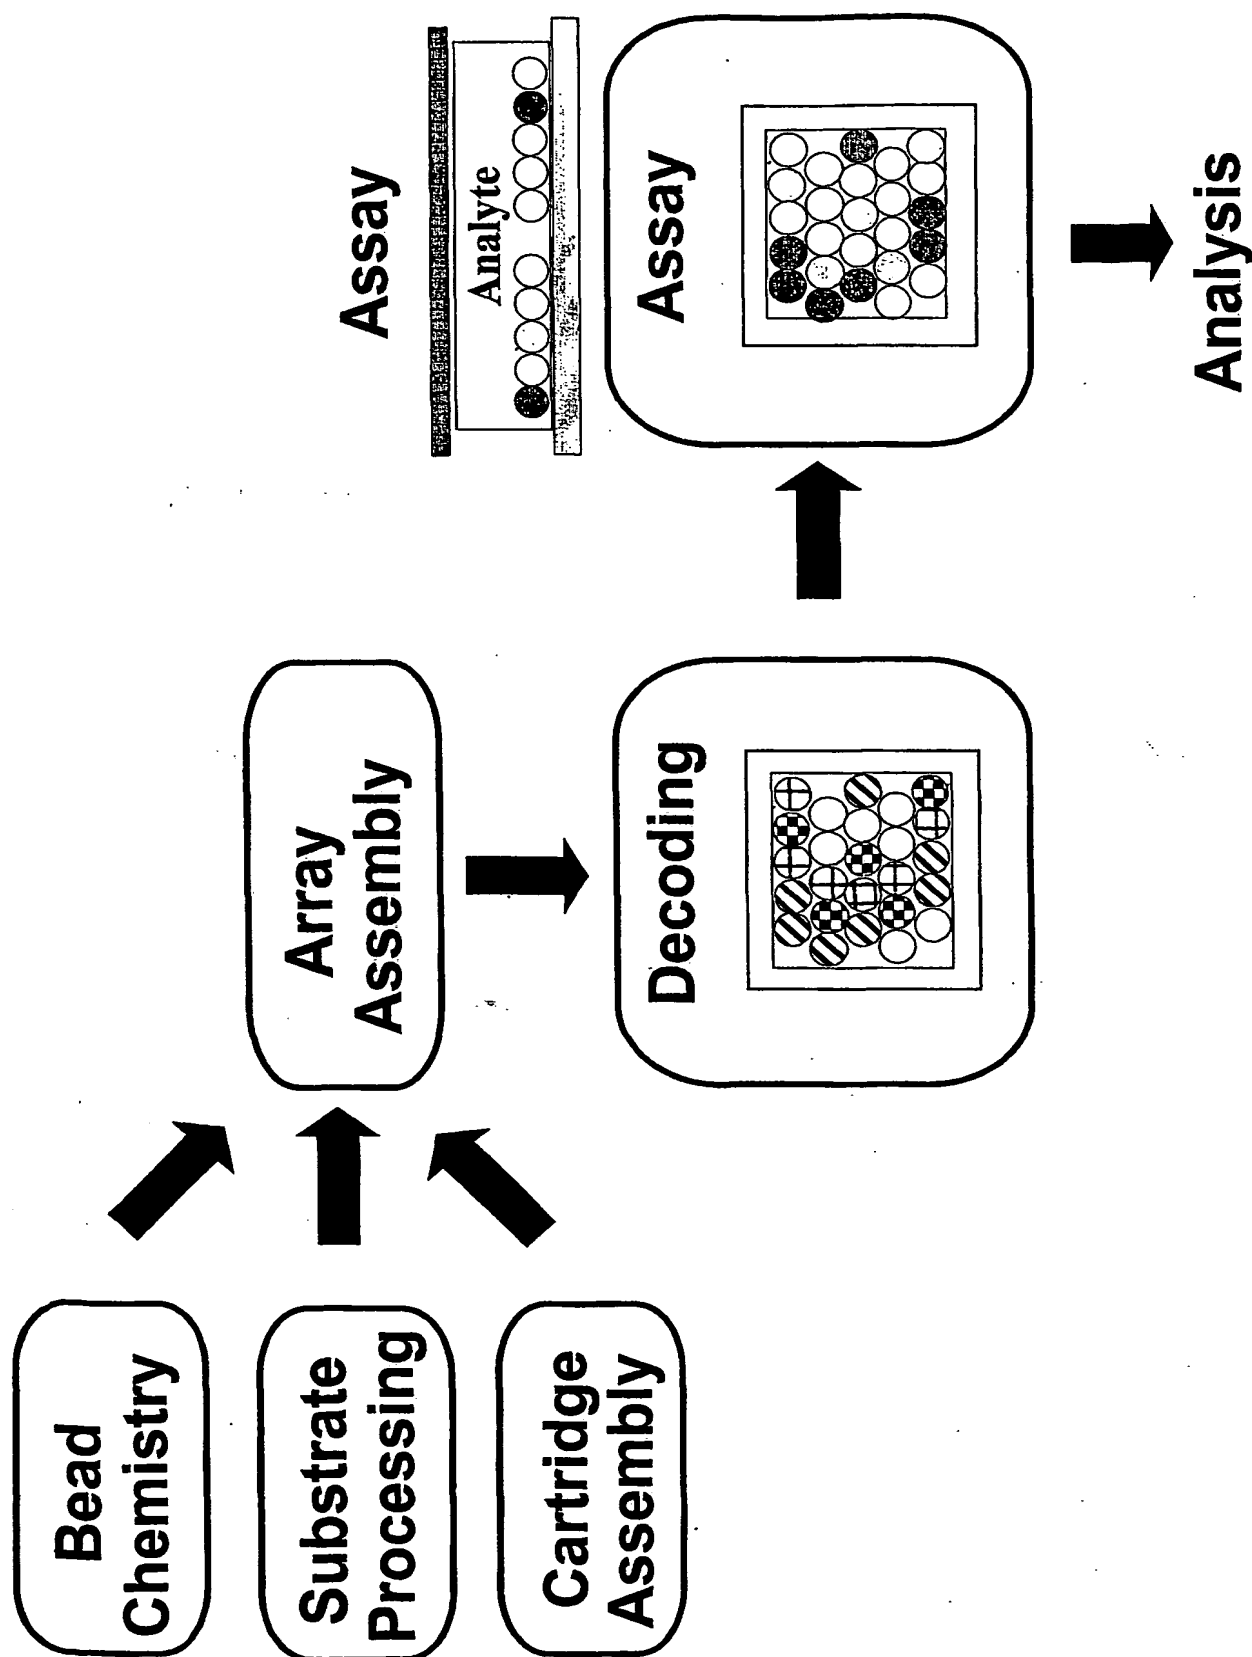 Bead
Chemistry
Substrate
Processing
Cartridge
Assembly
Array
Assembly
Decoding
Assay
Analyte
Assay
Analysis